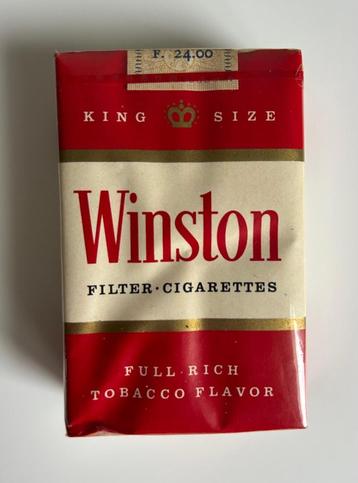 F. 24.00
KING SIZE
Winston
FILTER·CIGARETTES
FULL·RICH
TOBACCO FLAVOR